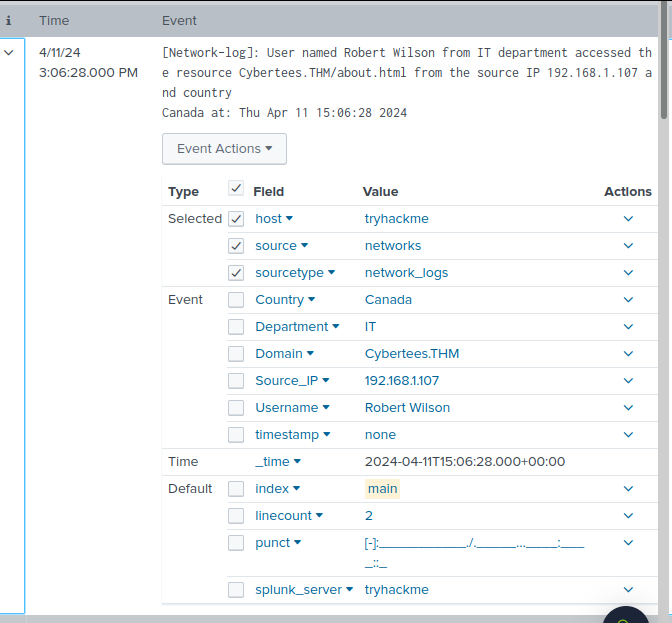 i Time Event
4/11/24 [Network-log]: User named Robert Wilson from IT department accessed th
3:06:28.000 PM e resource Cybertees.THM/about.html from the source IP 192.168.1.107 a
nd country
Canada at: Thu Apr 11 15:06:28 2024
Event Actions
Type Field Value Actions
Selected host tryhackme
source networks
sourcetype network_logs
Event Country Canada
Department IT
Domain Cybertees.THM
Source_IP 192.168.1.107
Username Robert Wilson
timestamp none
Time _time 2024-04-11T15:06:28.000+00:00
Default index main
linecount 2
punct [-]:_____________./.______..._____:____
_::_
splunk_server tryhackme